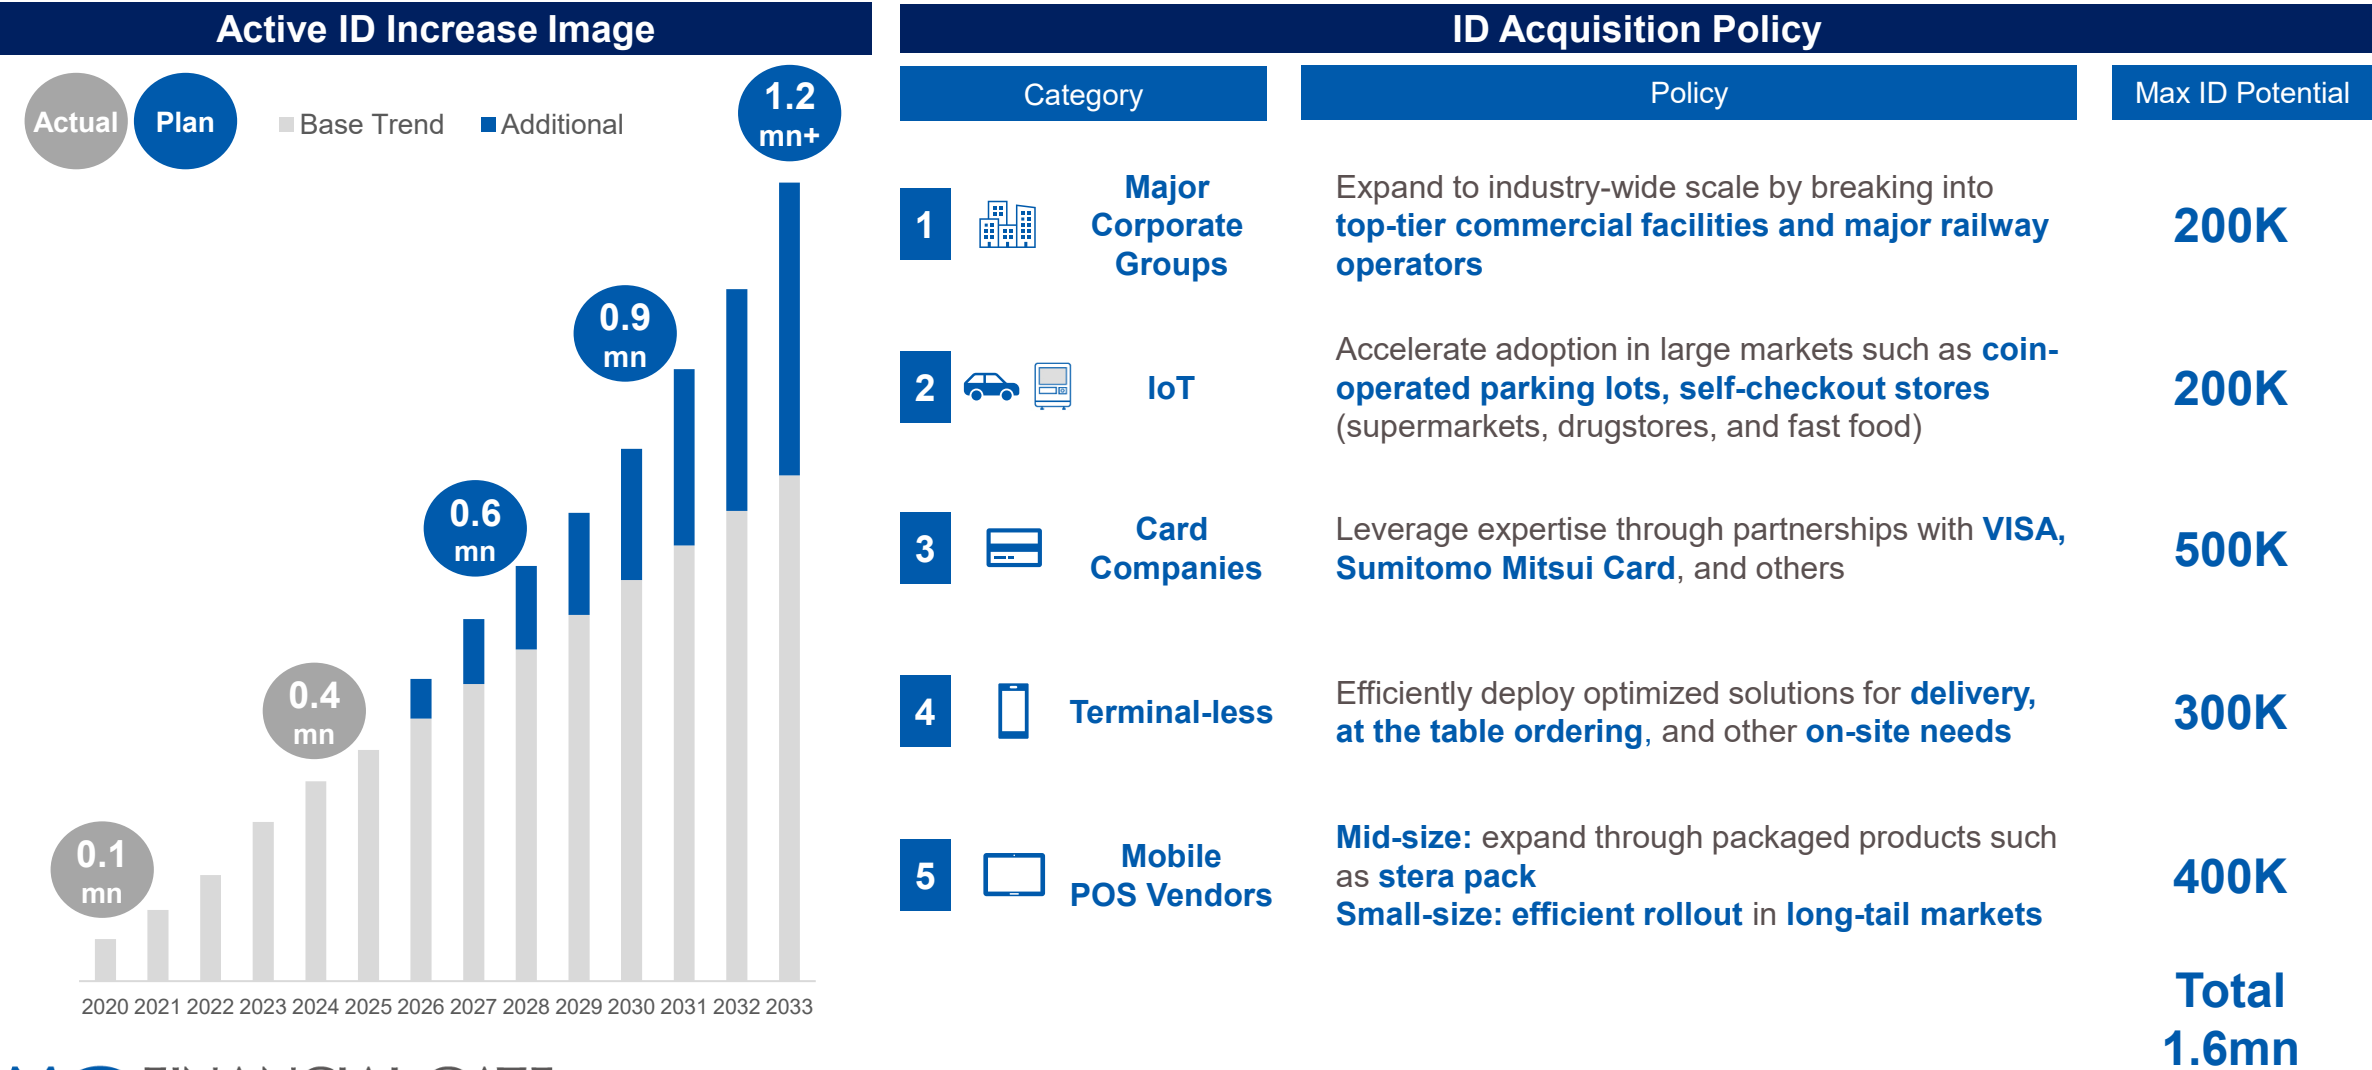 Active ID Increase Image
Actual
Plan
Base Trend
Additional
1.2
mn+
0.9
mn
0.6
mn
0.4
mn
0.1
mn
2020 2021 2022 2023 2024 2025 2026 2027 2028 2029 2030 2031 2032 2033
ID Acquisition Policy
Category
Policy
Max ID Potential
1
Major
Corporate
Groups
Expand to industry-wide scale by breaking into
top-tier commercial facilities and major railway
operators
200K
2
IoT
Accelerate adoption in large markets such as coin-
operated parking lots, self-checkout stores
(supermarkets, drugstores, and fast food)
200K
3
Card
Companies
Leverage expertise through partnerships with VISA,
Sumitomo Mitsui Card, and others
500K
4
Terminal-less
Efficiently deploy optimized solutions for delivery,
at the table ordering, and other on-site needs
300K
5
Mobile
POS Vendors
Mid-size: expand through packaged products such
as stera pack
Small-size: efficient rollout in long-tail markets
400K
Total
1.6mn